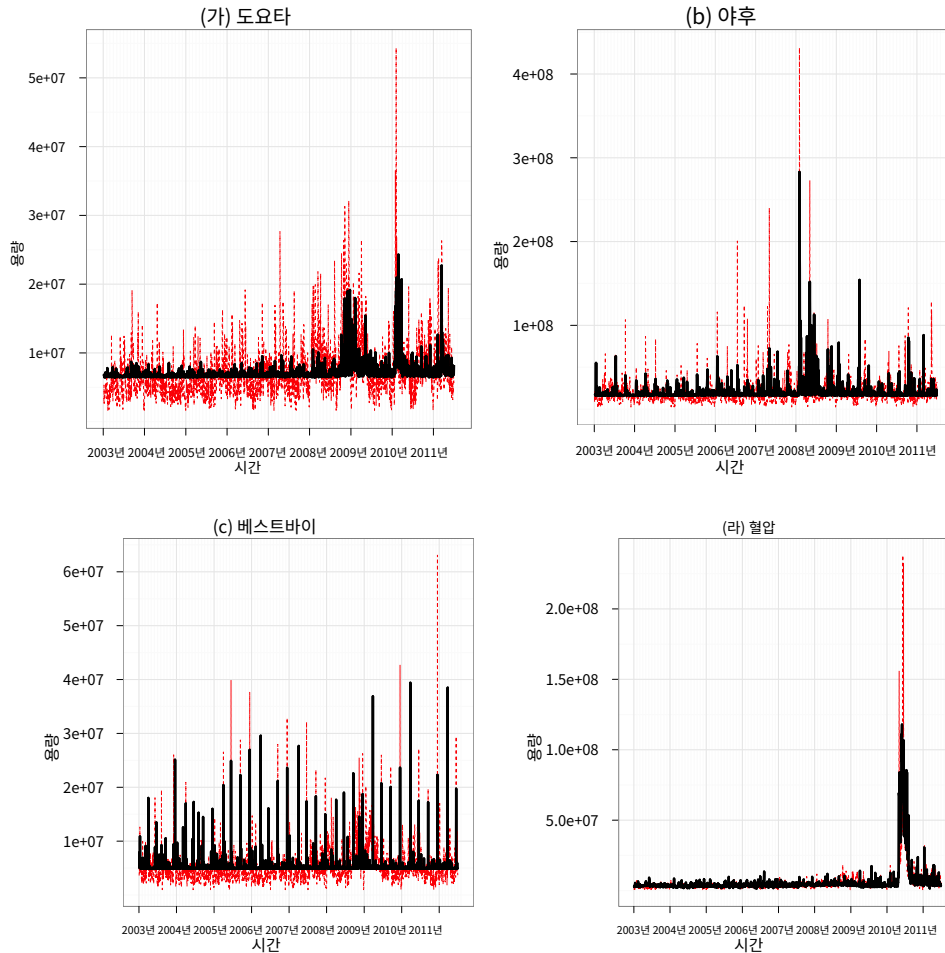 (가) 도요타
5e+07
4e+07
3e+07
2e+07
1e+07
용량
2003년 2004년 2005년 2006년 2007년 2008년 2009년 2010년 2011년
시간
(b) 야후
4e+08
3e+08
2e+08
1e+08
용량
2003년 2004년 2005년 2006년 2007년 2008년 2009년 2010년 2011년
시간
(c) 베스트바이
6e+07
5e+07
4e+07
3e+07
2e+07
1e+07
용량
2003년 2004년 2005년 2006년 2007년 2008년 2009년 2010년 2011년
시간
(라) 혈압
2.0e+08
1.5e+08
1.0e+08
5.0e+07
용량
2003년 2004년 2005년 2006년 2007년 2008년 2009년 2010년 2011년
시간